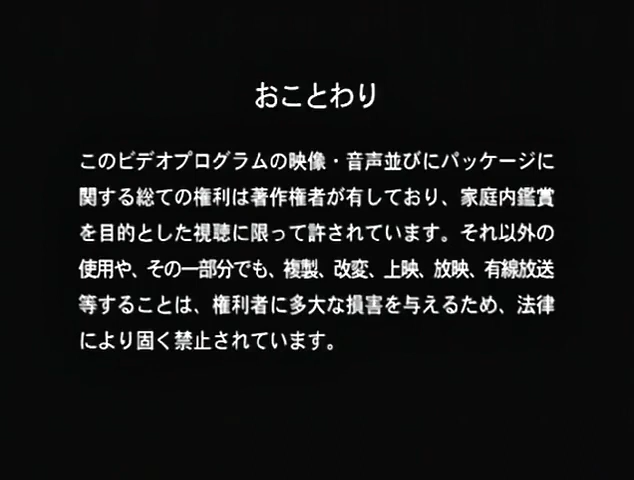 おことわり
このビデオプログラムの映像・音声並びにパッケージに
関する総ての権利は著作権者が有しており、家庭内鑑賞
を目的とした視聴に限って許されています。それ以外の
使用や、その一部分でも、複製、改変、上映、放映、有線放送
等することは、権利者に多大な損害を与えるため、法律
により固く禁止されています。